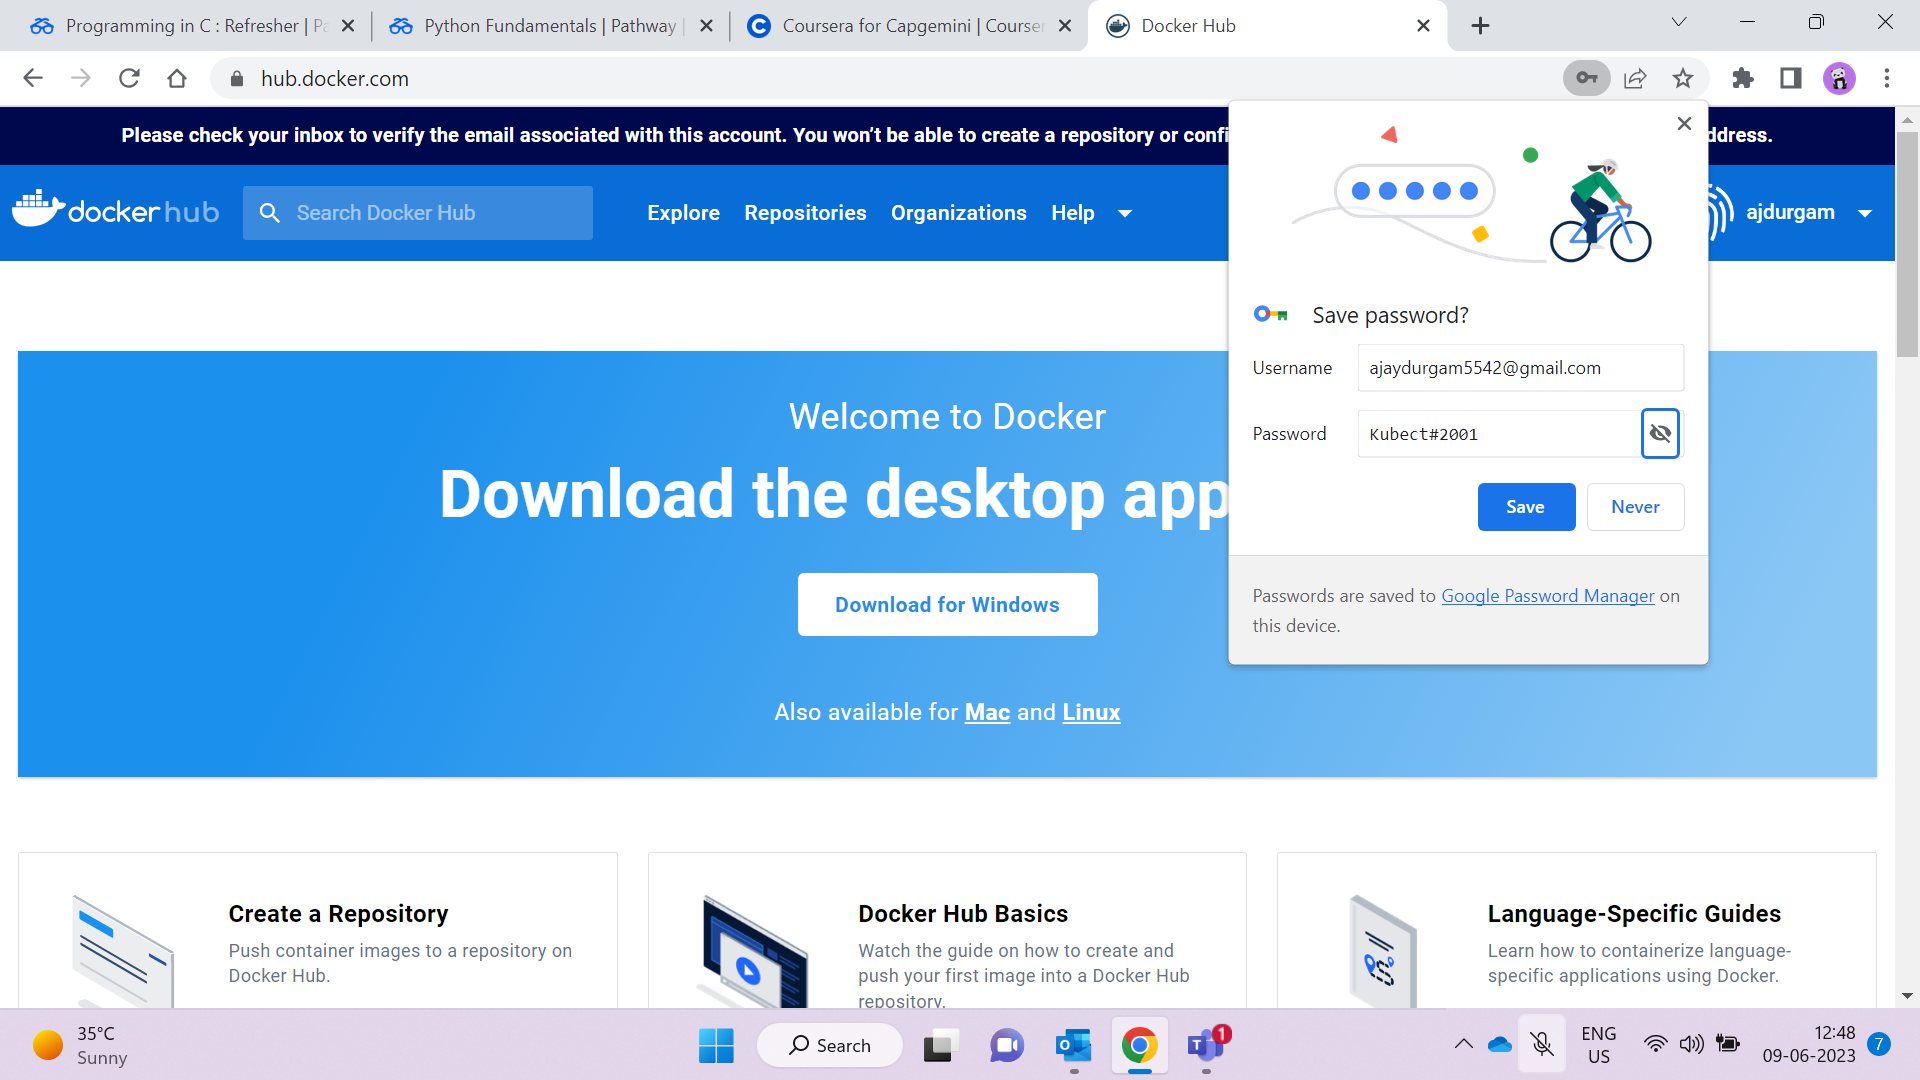 Programming in C : Refresher | Pa
Python Fundamentals | Pathway |
Coursera for Capgemini | Courser
Docker Hub
hub.docker.com
Please check your inbox to verify the email associated with this account. You won't be able to create a repository or confi
ddress.
docker hub
Search Docker Hub
Explore
Repositories
Organizations
Help
ajdurgam
Save password?
Username
ajaydurgam5542@gmail.com
Password
Kubect#2001
Save
Never
Passwords are saved to Google Password Manager on
this device.
Welcome to Docker
Download the desktop app
Download for Windows
Also available for Mac and Linux
Create a Repository
Push container images to a repository on
Docker Hub.
Docker Hub Basics
Watch the guide on how to create and
push your first image into a Docker Hub
repository.
Language-Specific Guides
Learn how to containerize language-
specific applications using Docker.
35°C
Sunny
Search
1
ENG
US
12:48
09-06-2023
7